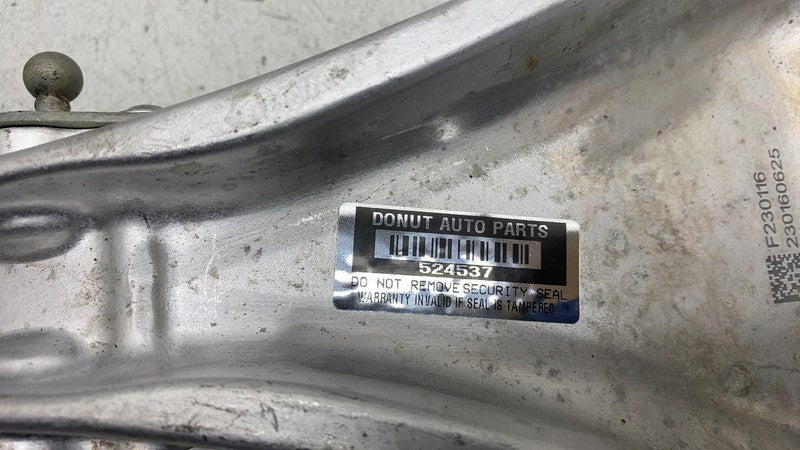 DONUT AUTO PARTS
524537
DO NOT REMOVE SECURITY SEAL
WARRANTY INVALID IF SEAL IS TAMPERED
F230116
230160625